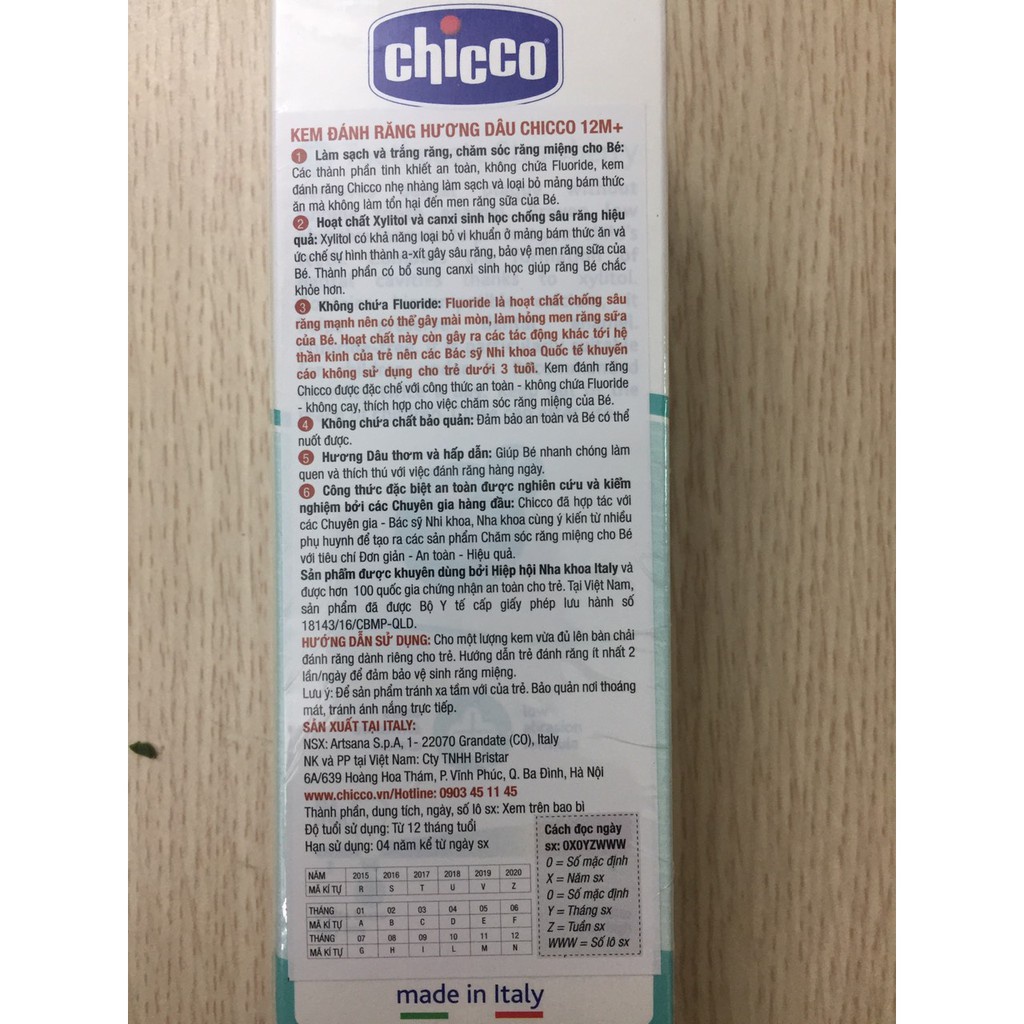 chicco
KEM ĐÁNH RĂNG HƯƠNG DÂU CHICCO 12M+
1 Làm sạch và trắng răng, chăm sóc răng miệng cho Bé:
Các thành phần tinh khiết an toàn, không chứa Fluoride, kem
đánh răng Chicco nhẹ nhàng làm sạch và loại bỏ mảng bám thức
ăn mà không làm tổn hại đến men răng sữa của Bé.
2 Hoạt chất Xylitol và canxi sinh học chống sâu răng hiệu
quả: Xylitol có khả năng loại bỏ vi khuẩn ở mảng bám thức ăn và
ức chế sự hình thành a-xít gây sâu răng, bảo vệ men răng sữa của
Bé. Thành phần có bổ sung canxi sinh học giúp răng Bé chắc
khỏe hơn.
3 Không chứa Fluoride: Fluoride là hoạt chất chống sâu
răng mạnh nên có thể gây mài mòn, làm hỏng men răng sữa
của Bé. Hoạt chất này còn gây ra các tác động khác tới hệ
thần kinh của trẻ nên các Bác sỹ Nhi khoa Quốc tế khuyến
cáo không sử dụng cho trẻ dưới 3 tuổi. Kem đánh răng
Chicco được đặc chế với công thức an toàn - không chứa Fluoride
- không cay, thích hợp cho việc chăm sóc răng miệng của Bé.
4 Không chứa chất bảo quản: Đảm bảo an toàn và Bé có thể
nuốt được.
5 Hương Dâu thơm và hấp dẫn: Giúp Bé nhanh chóng làm
quen và thích thú với việc đánh răng hàng ngày.
6 Công thức đặc biệt an toàn được nghiên cứu và kiểm
nghiệm bởi các Chuyên gia hàng đầu: Chicco đã hợp tác với
các Chuyên gia - Bác sỹ Nhi khoa, Nha khoa cùng ý kiến từ nhiều
phụ huynh để tạo ra các sản phẩm Chăm sóc răng miệng cho Bé
với tiêu chí Đơn giản - An toàn - Hiệu quả.
Sản phẩm được khuyên dùng bởi Hiệp hội Nha khoa Italy và
được hơn 100 quốc gia chứng nhận an toàn cho trẻ. Tại Việt Nam,
sản phẩm đã được Bộ Y tế cấp giấy phép lưu hành số
18143/16/CBMP-QLD.
HƯỚNG DẪN SỬ DỤNG: Cho một lượng kem vừa đủ lên bàn chải
đánh răng dành riêng cho trẻ. Hướng dẫn trẻ đánh răng ít nhất 2
lần/ngày để đảm bảo vệ sinh răng miệng.
Lưu ý: Để sản phẩm tránh xa tầm với của trẻ. Bảo quản nơi thoáng
mát, tránh ánh nắng trực tiếp.
SẢN XUẤT TẠI ITALY:
NSX: Artsana S.p.A, 1- 22070 Grandate (CO), Italy
NK và PP tại Việt Nam: Cty TNHH Bristar
6A/639 Hoàng Hoa Thám, P. Vĩnh Phúc, Q. Ba Đình, Hà Nội
www.chicco.vn/Hotline: 0903 45 11 45
Thành phần, dung tích, ngày, số lô sx: Xem trên bao bì
Độ tuổi sử dụng: Từ 12 tháng tuổi
Hạn sử dụng: 04 năm kể từ ngày sx
NĂM 2015 2016 2017 2018 2019 2020
MÃ KÍ TỰ R S T U V Z
THÁNG 01 02 03 04 05 06
MÃ KÍ TỰ A B C D E F
THÁNG 07 08 09 10 11 12
MÃ KÍ TỰ G H I L M N
Cách đọc ngày
sx: 0X0YZWWW
0 = Số mặc định
X = Năm sx
0 = Số mặc định
Y = Tháng sx
Z = Tuần sx
WWW = Số lô sx
made in Italy